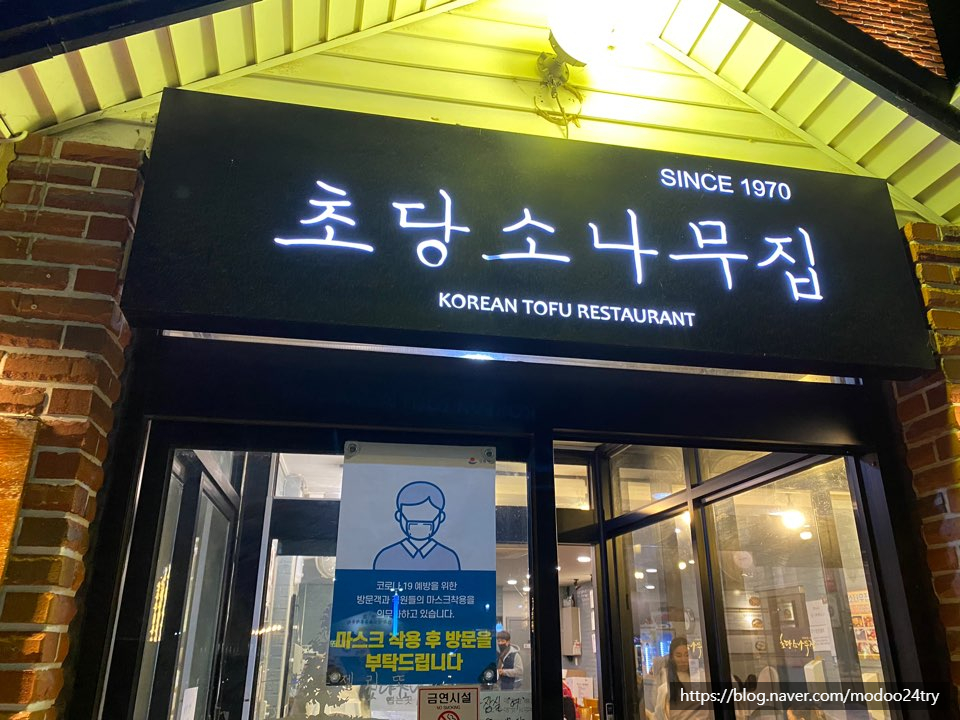 SINCE 1970
초당소나무집
KOREAN TOFU RESTAURANT
코로나19 예방을 위한
방문객과 직원들의 마스크착용을
의무화하고 있습니다.
마스크 착용 후 방문을
부탁드립니다
금연시설
NO SMOKING
https://blog.naver.com/modoo24try